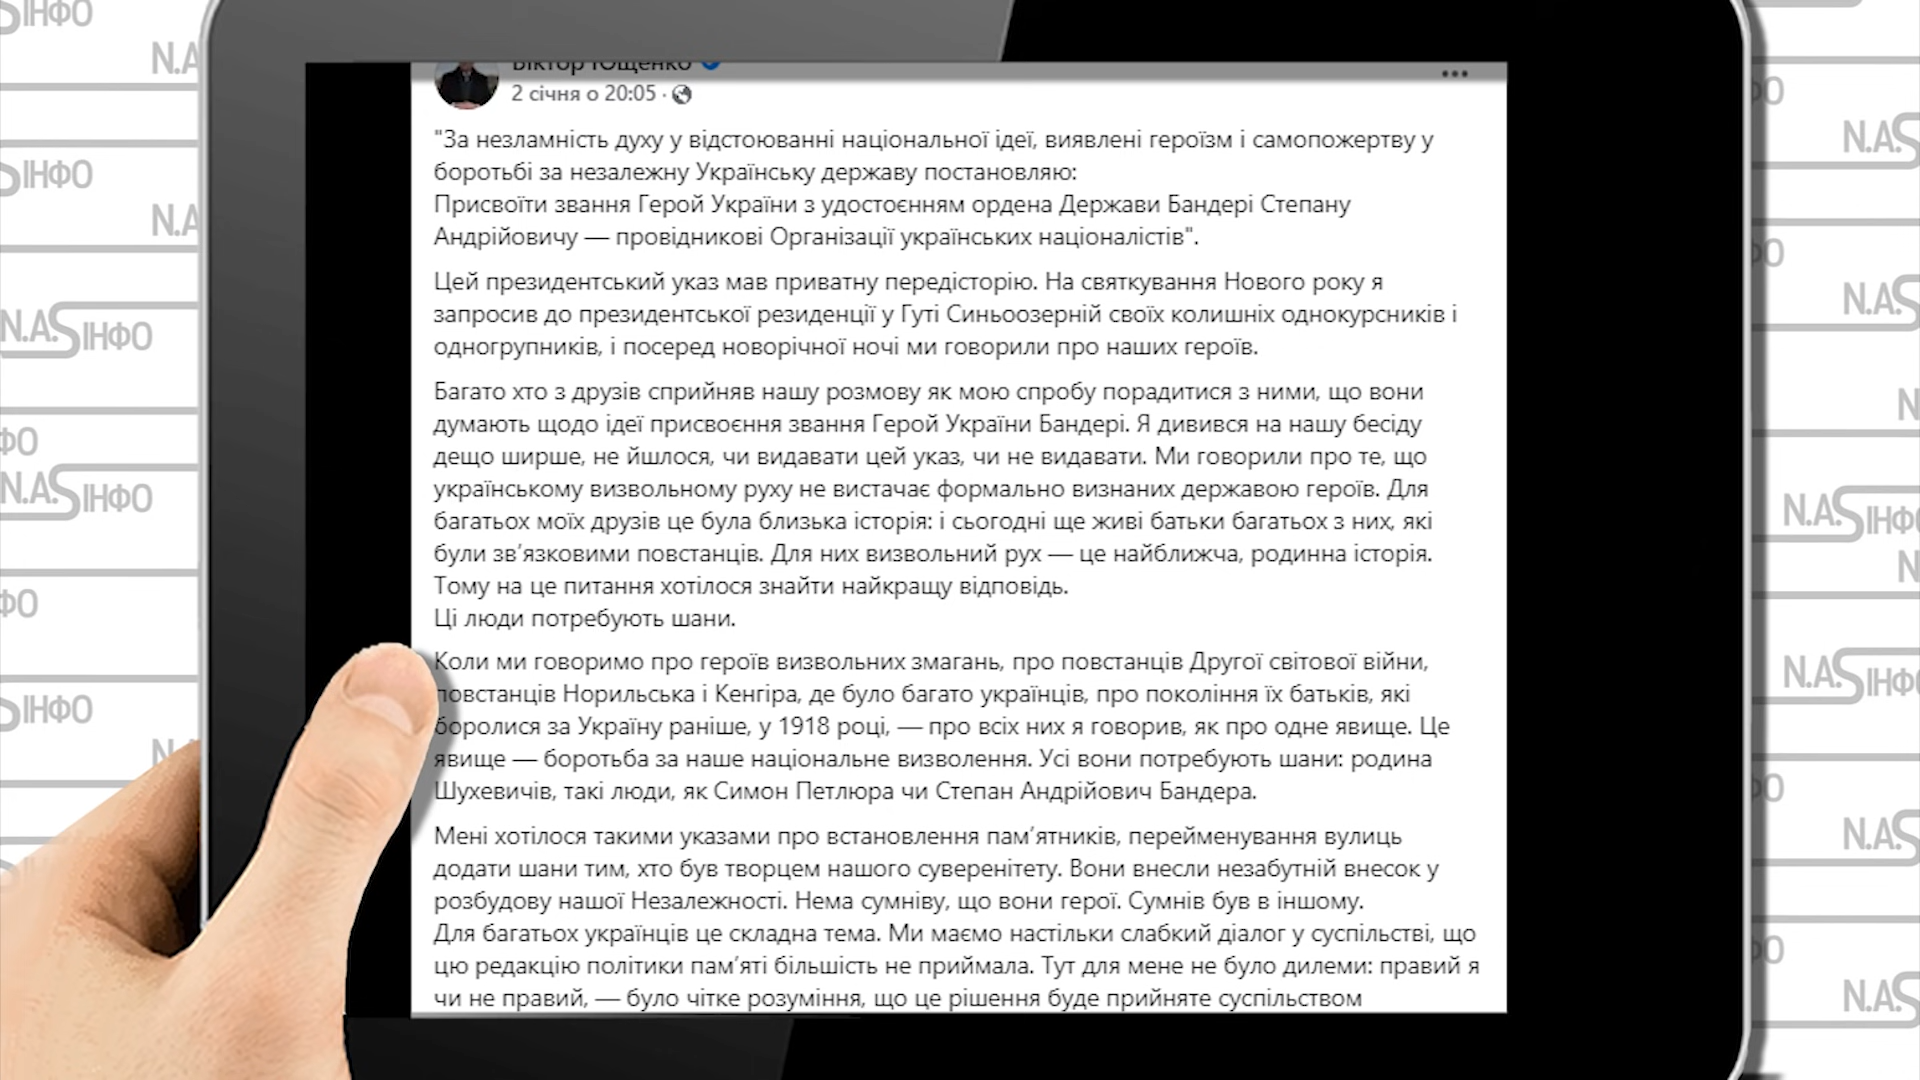 Віктор Ющенко
2 січня о 20:05 ·
"За незламність духу у відстоюванні національної ідеї, виявлені героїзм і самопожертву у
боротьбі за незалежну Українську державу постановляю:
Присвоїти звання Герой України з удостоєнням ордена Держави Бандері Степану
Андрійовичу — провідникові Організації українських націоналістів".
Цей президентський указ мав приватну передісторію. На святкування Нового року я
запросив до президентської резиденції у Гуті Синьоозерній своїх колишніх однокурсників і
одногрупників, і посеред новорічної ночі ми говорили про наших героїв.
Багато хто з друзів сприйняв нашу розмову як мою спробу порадитися з ними, що вони
думають щодо ідеї присвоєння звання Герой України Бандері. Я дивився на нашу бесіду
дещо ширше, не йшлося, чи видавати цей указ, чи не видавати. Ми говорили про те, що
українському визвольному руху не вистачає формально визнаних державою героїв. Для
багатьох моїх друзів це була близька історія: і сьогодні ще живі батьки багатьох з них, які
були зв’язковими повстанців. Для них визвольний рух — це найближча, родинна історія.
Тому на це питання хотілося знайти найкращу відповідь.
Ці люди потребують шани.
Коли ми говоримо про героїв визвольних змагань, про повстанців Другої світової війни,
повстанців Норильська і Кенгіра, де було багато українців, про покоління їх батьків, які
боролися за Україну раніше, у 1918 році, — про всіх них я говорив, як про одне явище. Це
явище — боротьба за наше національне визволення. Усі вони потребують шани: родина
Шухевичів, такі люди, як Симон Петлюра чи Степан Андрійович Бандера.
Мені хотілося такими указами про встановлення пам’ятників, перейменування вулиць
додати шани тим, хто був творцем нашого суверенітету. Вони внесли незабутній внесок у
розбудову нашої Незалежності. Нема сумніву, що вони герої. Сумнів був в іншому.
Для багатьох українців це складна тема. Ми маємо настільки слабкий діалог у суспільстві, що
цю редакцію політики пам’яті більшість не приймала. Тут для мене не було дилеми: правий я
чи не правий, — було чітке розуміння, що це рішення буде прийняте суспільством
N.A.SІНФО
N.A.SІНФО
N.A.SІНФО
N.A.SІНФО